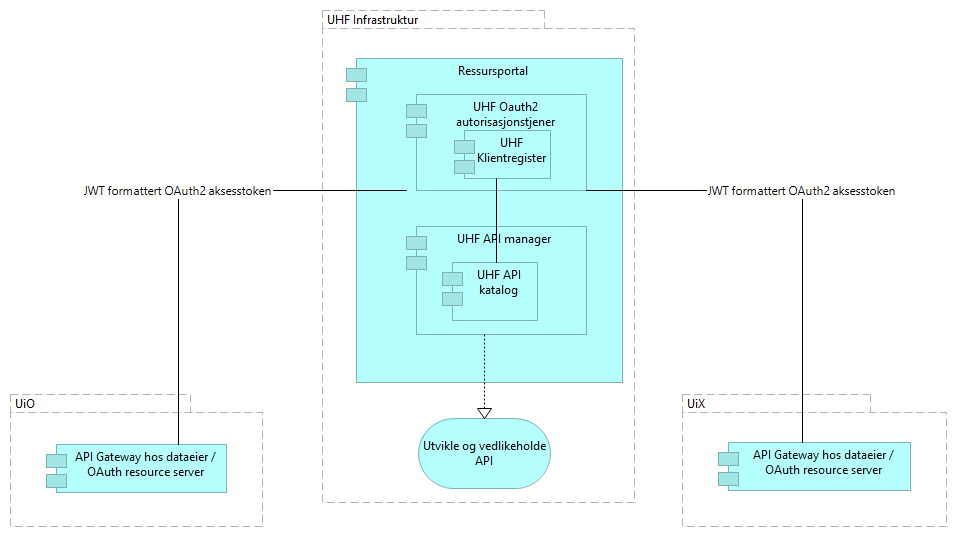 UHF Infrastruktur
Ressursportal
UHF Oauth2
autorisasjonstjener
UHF
Klientregister
JWT formattert OAuth2 aksesstoken
JWT formattert OAuth2 aksesstoken
UHF API manager
UHF API
katalog
UiO
UiX
Utvikle og vedlikeholde
API
API Gateway hos dataeier /
OAuth resource server
API Gateway hos dataeier /
OAuth resource server